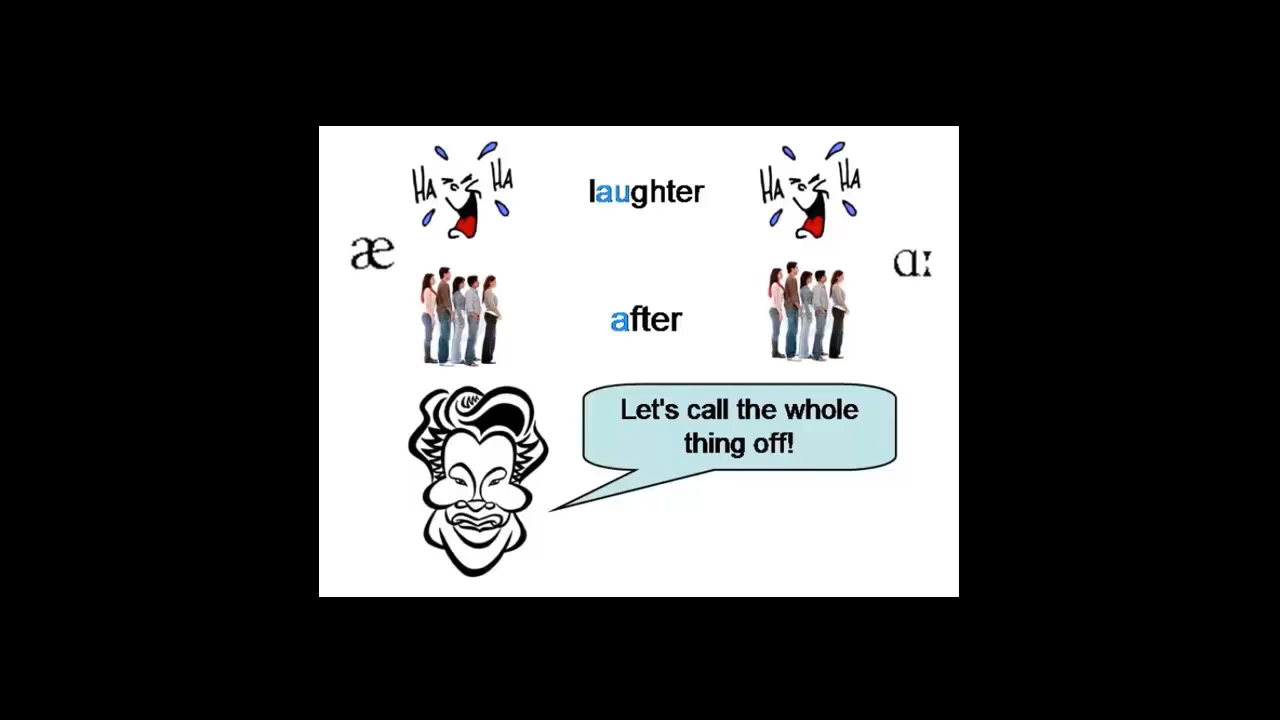 HA HA
laughter
HA HA
æ
ɑː
after
Let's call the whole
thing off!